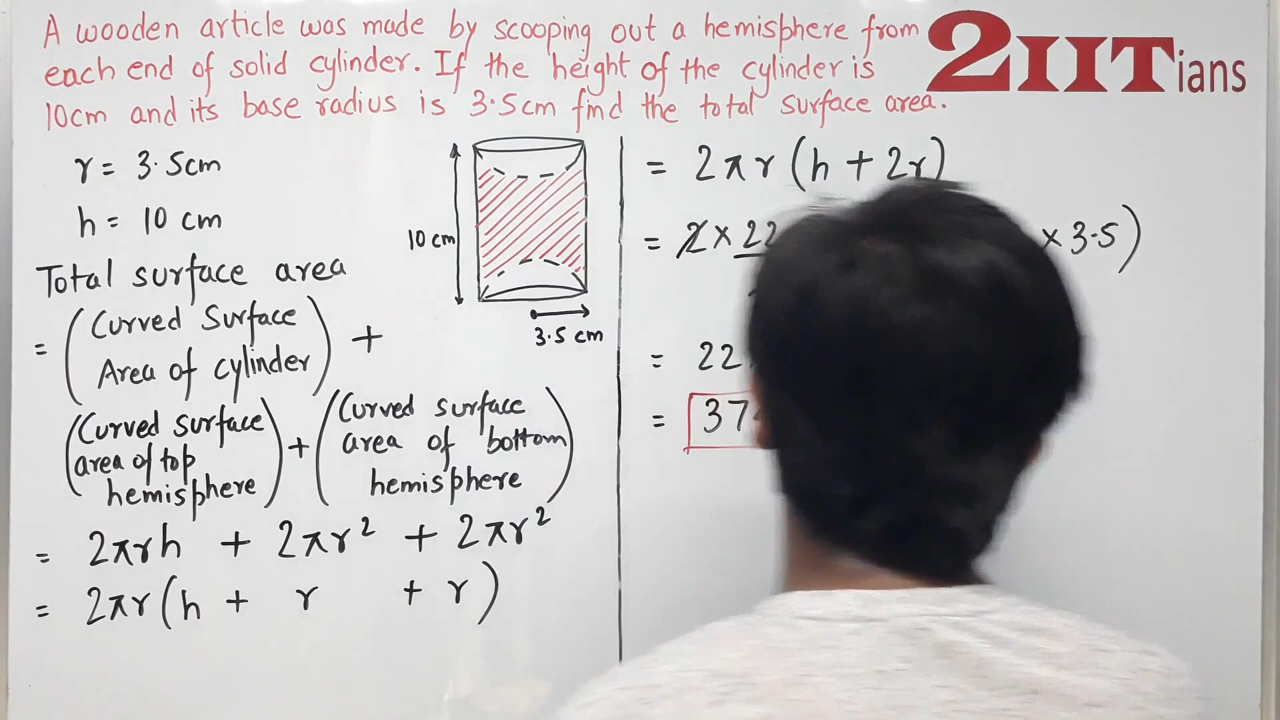 A wooden article was made by scooping out a hemisphere from
each end of solid cylinder. If the height of the cylinder is
10cm and its base radius is 3.5cm find the total surface area.
2IITians
r = 3.5cm
h = 10 cm
Total surface area
= (Curved Surface
Area of cylinder) +
(Curved surface
area of top
hemisphere) + (Curved surface
area of bottom
hemisphere)
= 2πrh + 2πr² + 2πr²
= 2πr(h + r + r)
10 cm
3.5 cm
= 2πr(h + 2r)
= 2 × 22 × 3.5)
= 22
= 37